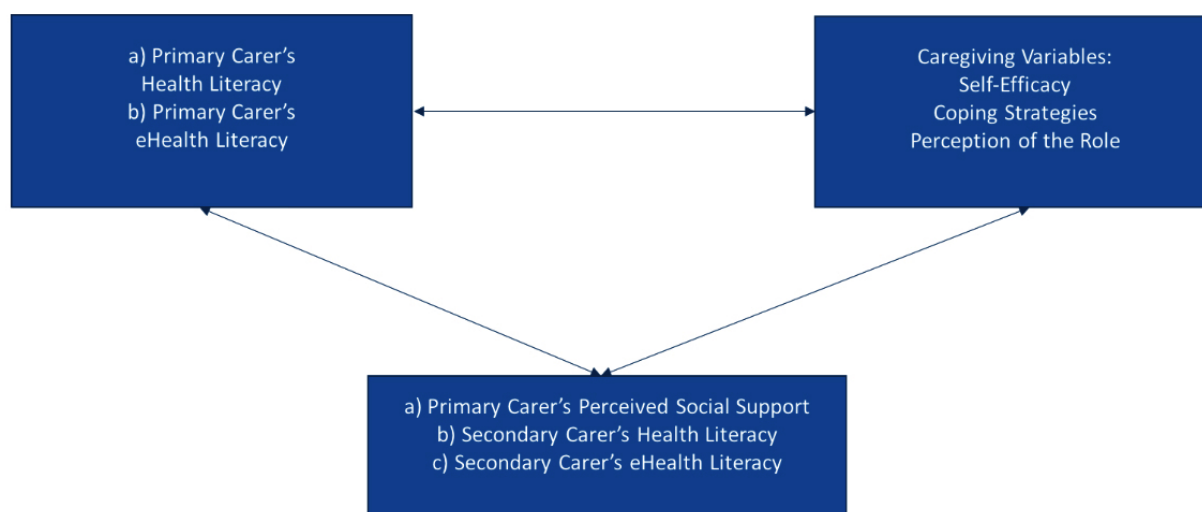 a) Primary Carer’s
Health Literacy
b) Primary Carer’s
eHealth Literacy
Caregiving Variables:
Self-Efficacy
Coping Strategies
Perception of the Role
a) Primary Carer’s Perceived Social Support
b) Secondary Carer’s Health Literacy
c) Secondary Carer’s eHealth Literacy